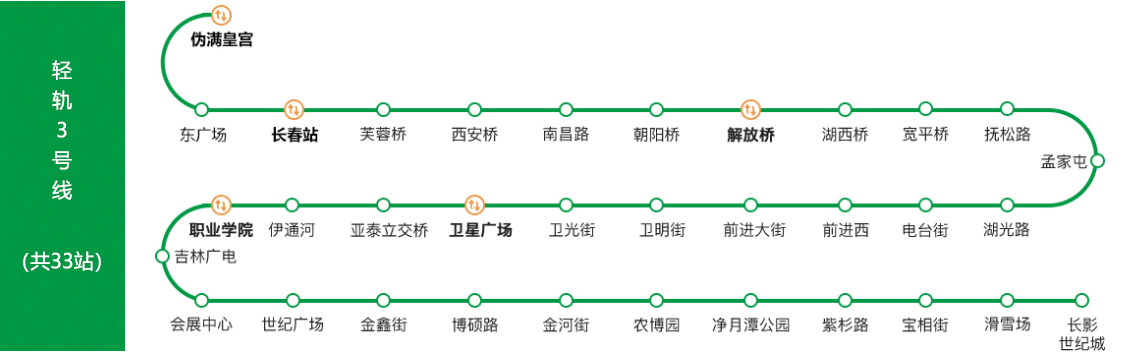 轻
轨
3
号
线
(共33站)
伪满皇宫
东广场
长春站
芙蓉桥
西安桥
南昌路
朝阳桥
解放桥
湖西桥
宽平桥
抚松路
孟家屯
湖光路
电台街
前进西
前进大街
卫明街
卫光街
卫星广场
亚泰立交桥
伊通河
职业学院
吉林广电
会展中心
世纪广场
金鑫街
博硕路
金河街
农博园
净月潭公园
紫杉路
宝相街
滑雪场
长影
世纪城